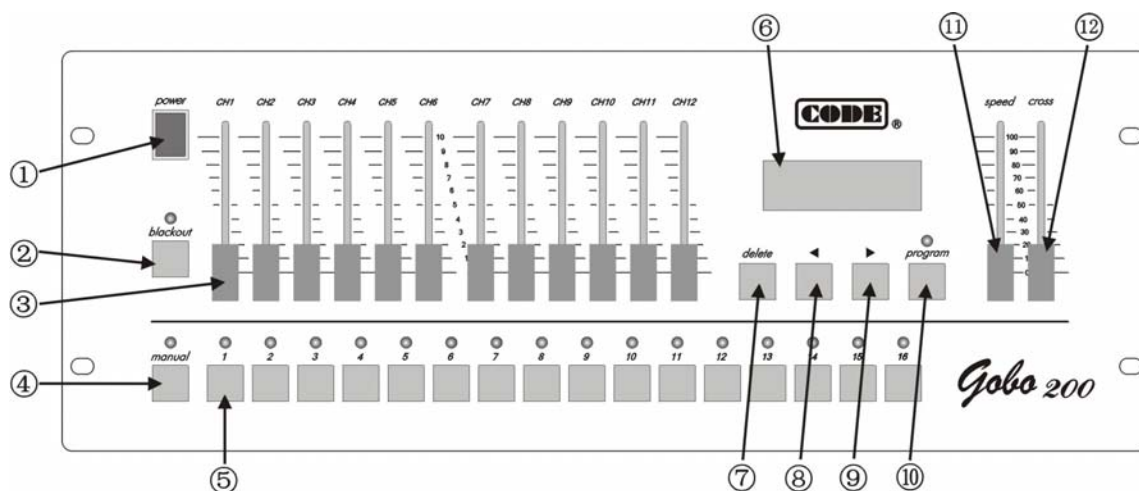 ⑥ ⑪ ⑫
power CH1 CH2 CH3 CH4 CH5 CH6 CH7 CH8 CH9 CH10 CH11 CH12 CODE ® speed cross
①
10 100
9 90
8 80
7 70
6 60
5 50
4 40
3 30
2 20
1 10
0
② blackout
③
delete ◄ ► program
④ manual 1 2 3 4 5 6 7 8 9 10 11 12 13 14 15 16
Gobo 200
⑤ ⑦ ⑧ ⑨ ⑩